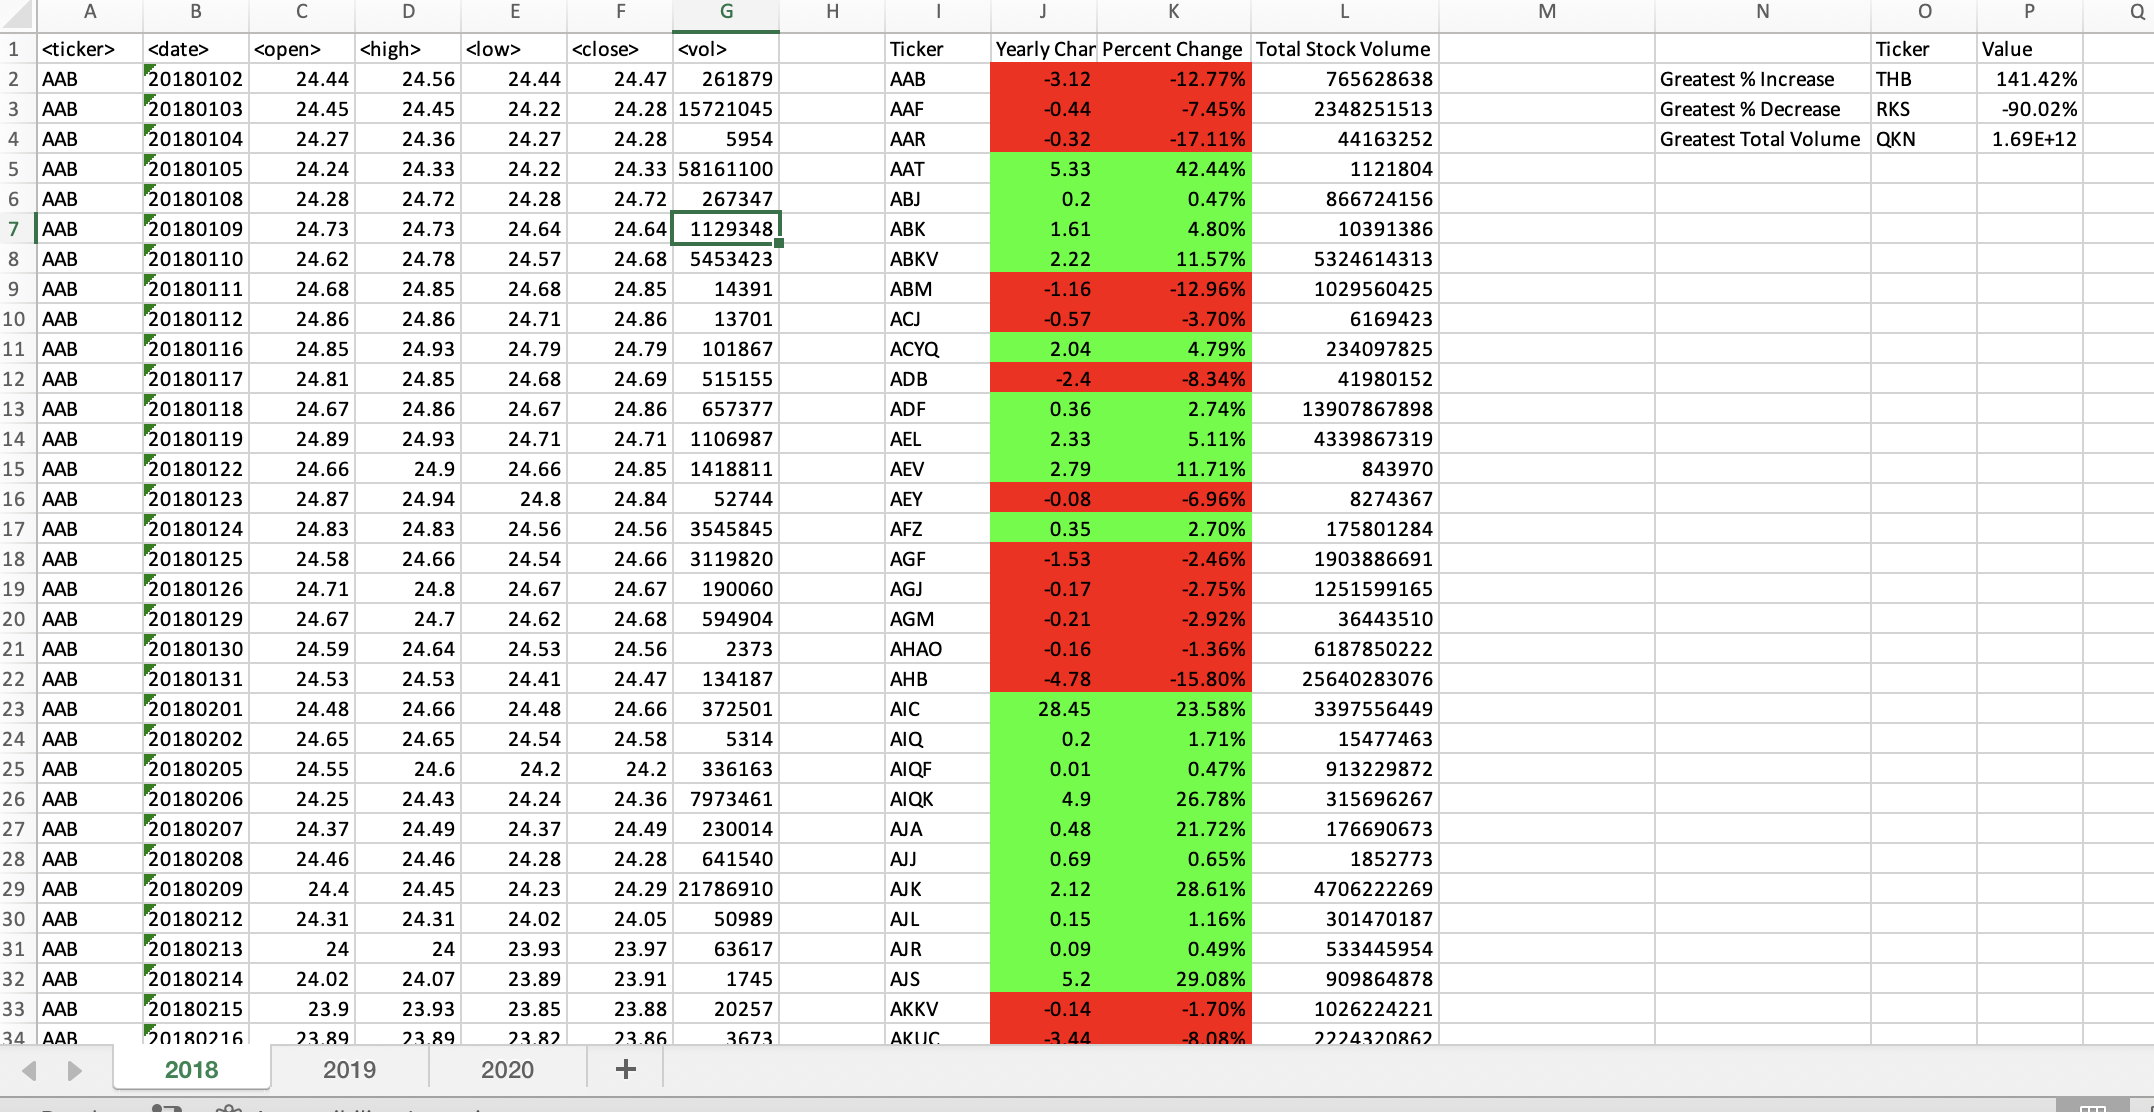 A B C D E F G H I J K L M N O P Q
1 <ticker> <date> <open> <high> <low> <close> <vol> Ticker Yearly Char Percent Change Total Stock Volume Ticker Value
2 AAB 20180102 24.44 24.56 24.44 24.47 261879 AAB -3.12 -12.77% 765628638 Greatest % Increase THB 141.42%
3 AAB 20180103 24.45 24.45 24.22 24.28 15721045 AAF -0.44 -7.45% 2348251513 Greatest % Decrease RKS -90.02%
4 AAB 20180104 24.27 24.36 24.27 24.28 5954 AAR -0.32 -17.11% 44163252 Greatest Total Volume QKN 1.69E+12
5 AAB 20180105 24.24 24.33 24.22 24.33 58161100 AAT 5.33 42.44% 1121804
6 AAB 20180108 24.28 24.72 24.28 24.72 267347 ABJ 0.2 0.47% 866724156
7 AAB 20180109 24.73 24.73 24.64 24.64 1129348 ABK 1.61 4.80% 10391386
8 AAB 20180110 24.62 24.78 24.57 24.68 5453423 ABKV 2.22 11.57% 5324614313
9 AAB 20180111 24.68 24.85 24.68 24.85 14391 ABM -1.16 -12.96% 1029560425
10 AAB 20180112 24.86 24.86 24.71 24.86 13701 ACJ -0.57 -3.70% 6169423
11 AAB 20180116 24.85 24.93 24.79 24.79 101867 ACYQ 2.04 4.79% 234097825
12 AAB 20180117 24.81 24.85 24.68 24.69 515155 ADB -2.4 -8.34% 41980152
13 AAB 20180118 24.67 24.86 24.67 24.86 657377 ADF 0.36 2.74% 13907867898
14 AAB 20180119 24.89 24.93 24.71 24.71 1106987 AEL 2.33 5.11% 4339867319
15 AAB 20180122 24.66 24.9 24.66 24.85 1418811 AEV 2.79 11.71% 843970
16 AAB 20180123 24.87 24.94 24.8 24.84 52744 AEY -0.08 -6.96% 8274367
17 AAB 20180124 24.83 24.83 24.56 24.56 3545845 AFZ 0.35 2.70% 175801284
18 AAB 20180125 24.58 24.66 24.54 24.66 3119820 AGF -1.53 -2.46% 1903886691
19 AAB 20180126 24.71 24.8 24.67 24.67 190060 AGJ -0.17 -2.75% 1251599165
20 AAB 20180129 24.67 24.7 24.62 24.68 594904 AGM -0.21 -2.92% 36443510
21 AAB 20180130 24.59 24.64 24.53 24.56 2373 AHAO -0.16 -1.36% 6187850222
22 AAB 20180131 24.53 24.53 24.41 24.47 134187 AHB -4.78 -15.80% 25640283076
23 AAB 20180201 24.48 24.66 24.48 24.66 372501 AIC 28.45 23.58% 3397556449
24 AAB 20180202 24.65 24.65 24.54 24.58 5314 AIQ 0.2 1.71% 15477463
25 AAB 20180205 24.55 24.6 24.2 24.2 336163 AIQF 0.01 0.47% 913229872
26 AAB 20180206 24.25 24.43 24.24 24.36 7973461 AIQK 4.9 26.78% 315696267
27 AAB 20180207 24.37 24.49 24.37 24.49 230014 AJA 0.48 21.72% 176690673
28 AAB 20180208 24.46 24.46 24.28 24.28 641540 AJJ 0.69 0.65% 1852773
29 AAB 20180209 24.4 24.45 24.23 24.29 21786910 AJK 2.12 28.61% 4706222269
30 AAB 20180212 24.31 24.31 24.02 24.05 50989 AJL 0.15 1.16% 301470187
31 AAB 20180213 24 24 23.93 23.97 63617 AJR 0.09 0.49% 533445954
32 AAB 20180214 24.02 24.07 23.89 23.91 1745 AJS 5.2 29.08% 909864878
33 AAB 20180215 23.9 23.93 23.85 23.88 20257 AKKV -0.14 -1.70% 1026224221
34 AAB 20180216 23.89 23.89 23.82 23.86 3673 AKUC -3.44 -8.08% 2224320862
2018 2019 2020 +